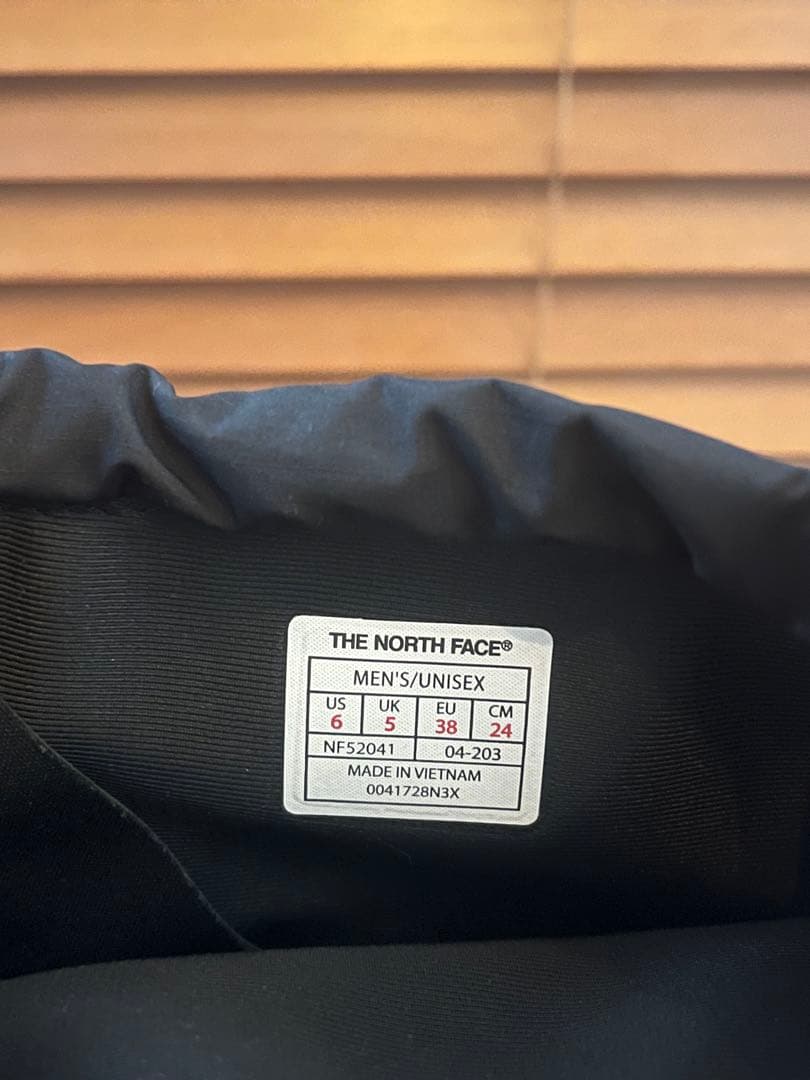 THE NORTH FACE®
MEN'S/UNISEX
US UK EU CM
6 5 38 24
NF52041 04-203
MADE IN VIETNAM
0041728N3X